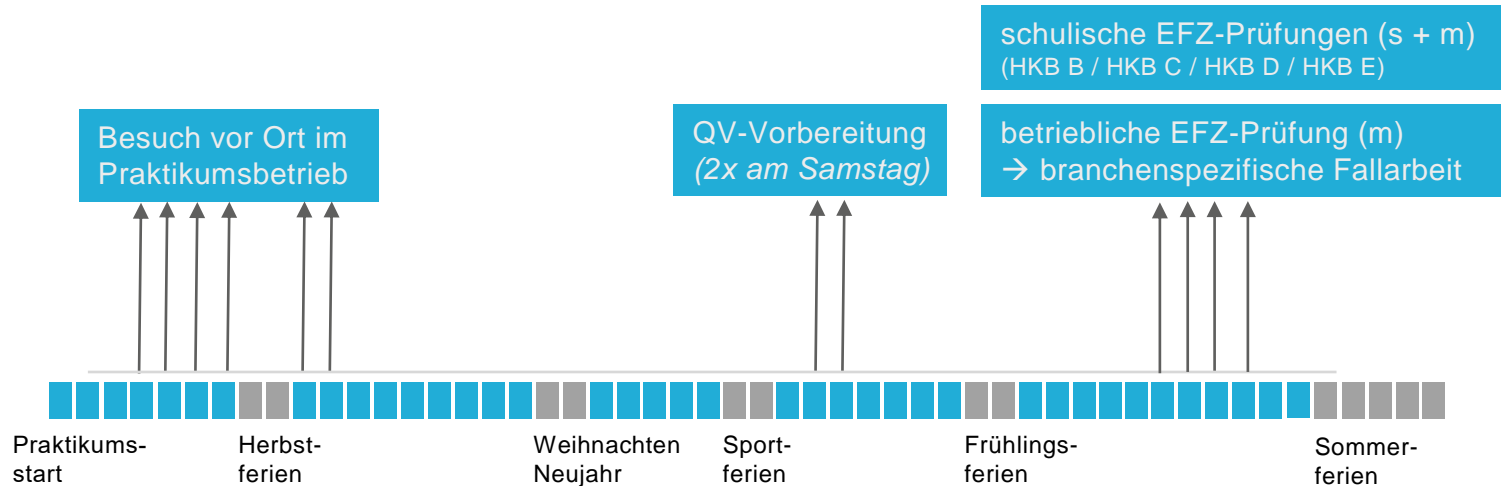 schulische EFZ-Prüfungen (s + m)
(HKB B / HKB C / HKB D / HKB E)
Besuch vor Ort im
Praktikumsbetrieb
QV-Vorbereitung
(2x am Samstag)
betriebliche EFZ-Prüfung (m)
→ branchenspezifische Fallarbeit
Praktikums-
start
Herbst-
ferien
Weihnachten
Neujahr
Sport-
ferien
Frühlings-
ferien
Sommer-
ferien